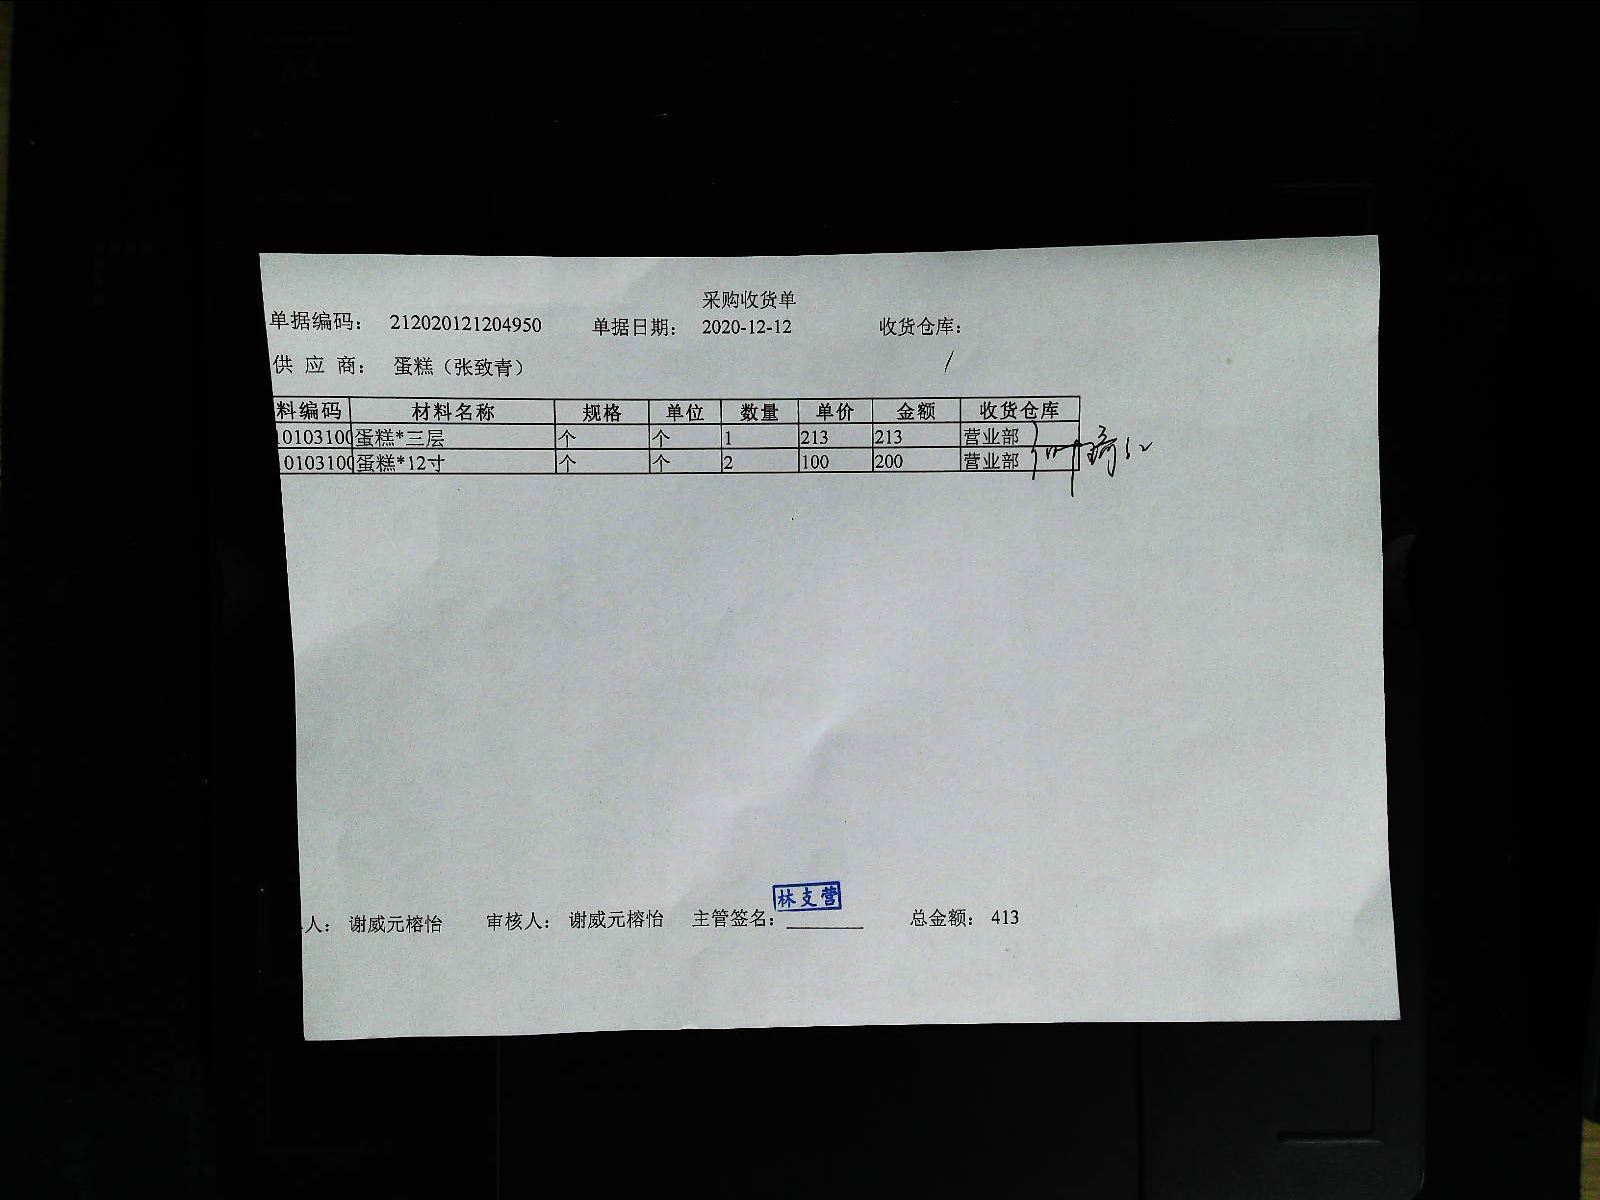 采购收货单
单据编码： 212020121204950 单据日期： 2020-12-12 收货仓库：
供 应 商： 蛋糕（张致青）
料编码 材料名称 规格 单位 数量 单价 金额 收货仓库
10103100 蛋糕*三层 个 个 1 213 213 营业部
0103100 蛋糕*12寸 个 个 2 100 200 营业部
林支营
人： 谢威元榕怡 审核人： 谢威元榕怡 主管签名： 总金额： 413